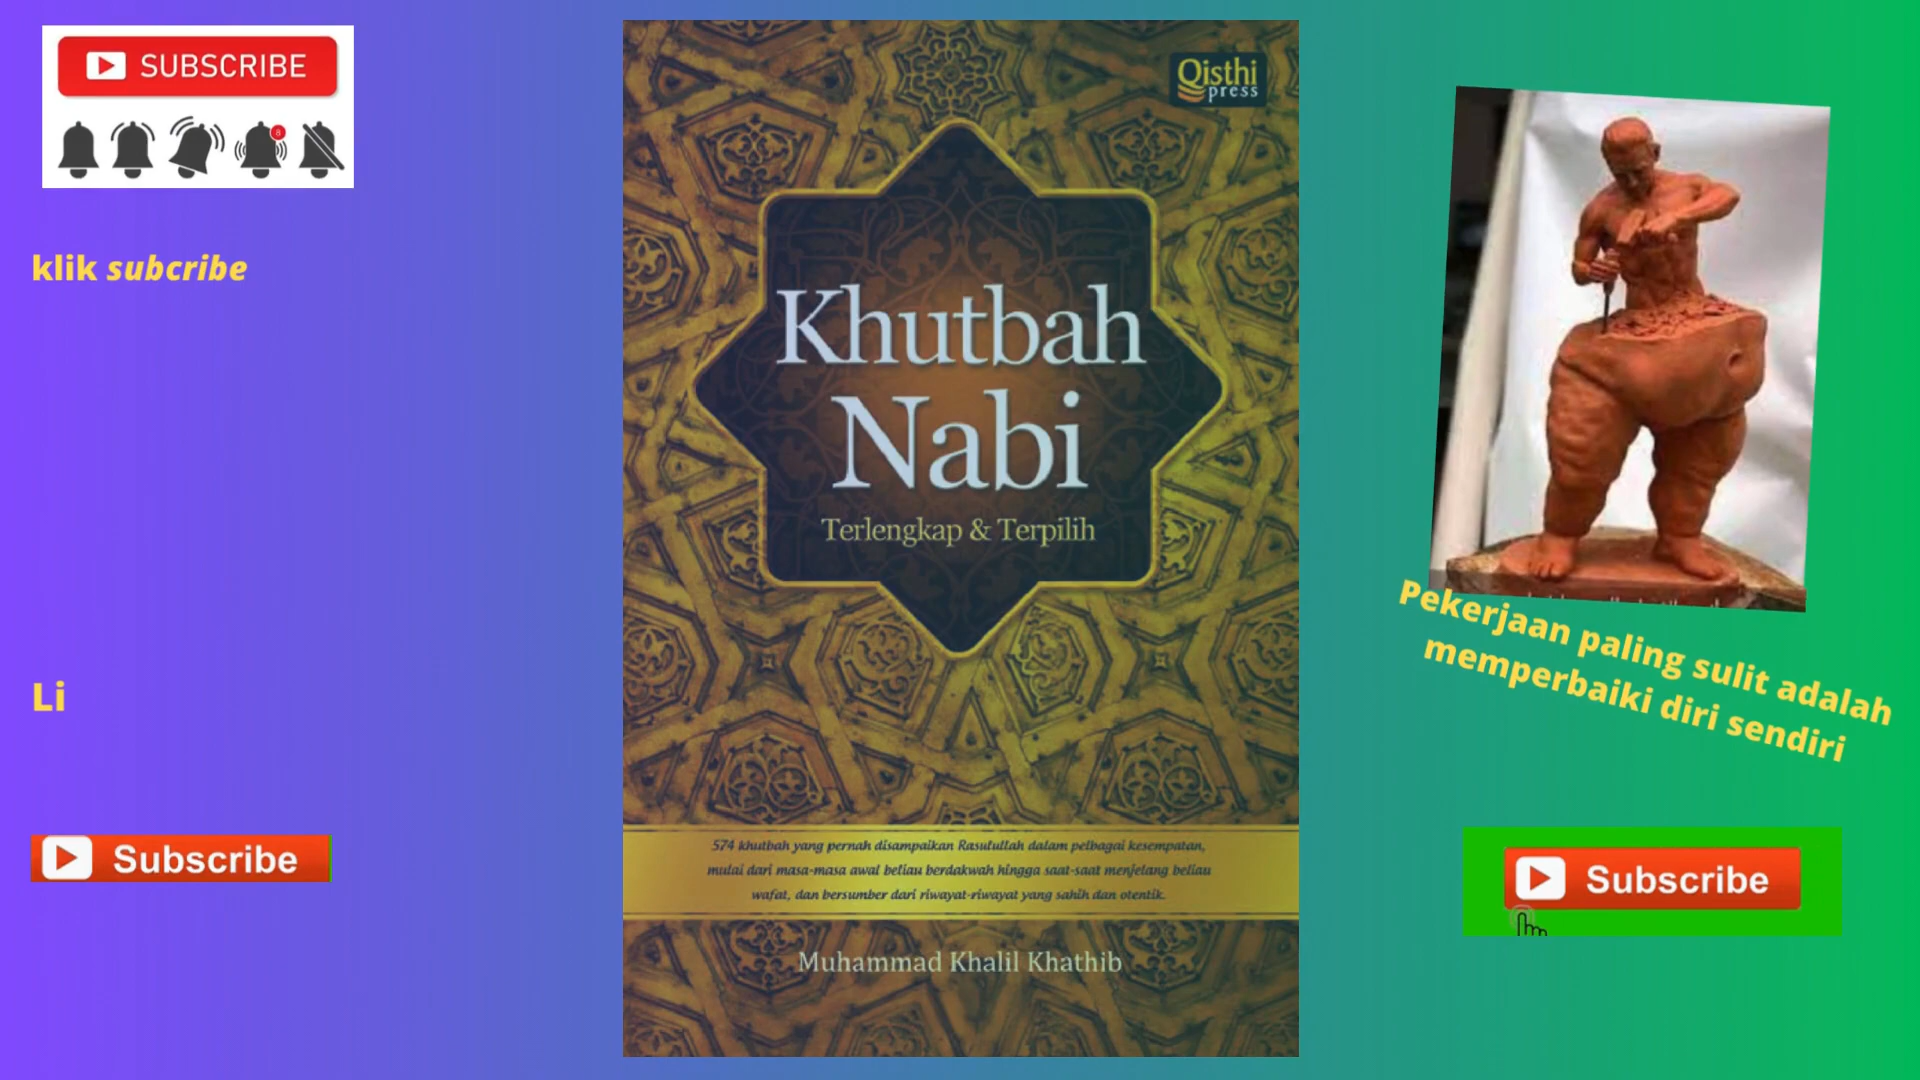 SUBSCRIBE
8
klik subcribe
Li
Subscribe
Qisthi
press
Khutbah
Nabi
Terlengkap & Terpilih
574 khutbah yang pernah disampaikan Rasulullah dalam pelbagai kesempatan,
mulai dari masa-masa awal beliau berdakwah hingga saat-saat menjelang beliau
wafat, dan bersumber dari riwayat-riwayat yang sahih dan otentik.
Muhammad Khalil Khathib
Pekerjaan paling sulit adalah
memperbaiki diri sendiri
Subscribe